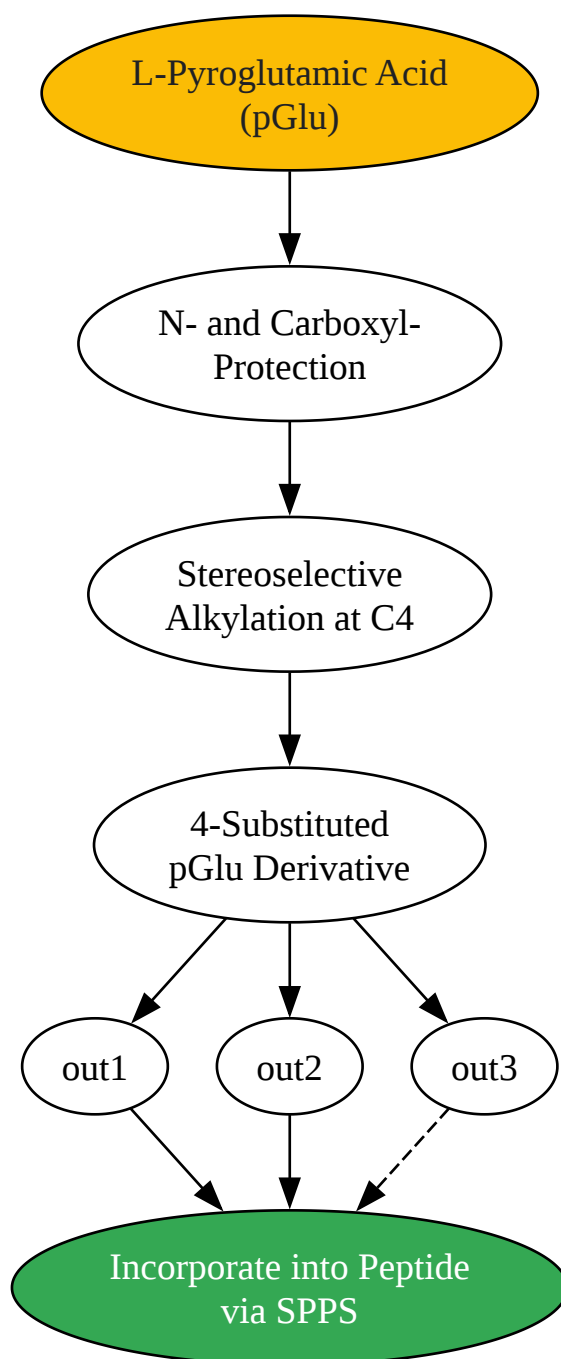 L-Pyroglutamic Acid
(pGlu)
N- and Carboxyl-
Protection
Stereoselective
Alkylation at C4
4-Substituted
pGlu Derivative
out1
out2
out3
Incorporate into Peptide
via SPPS